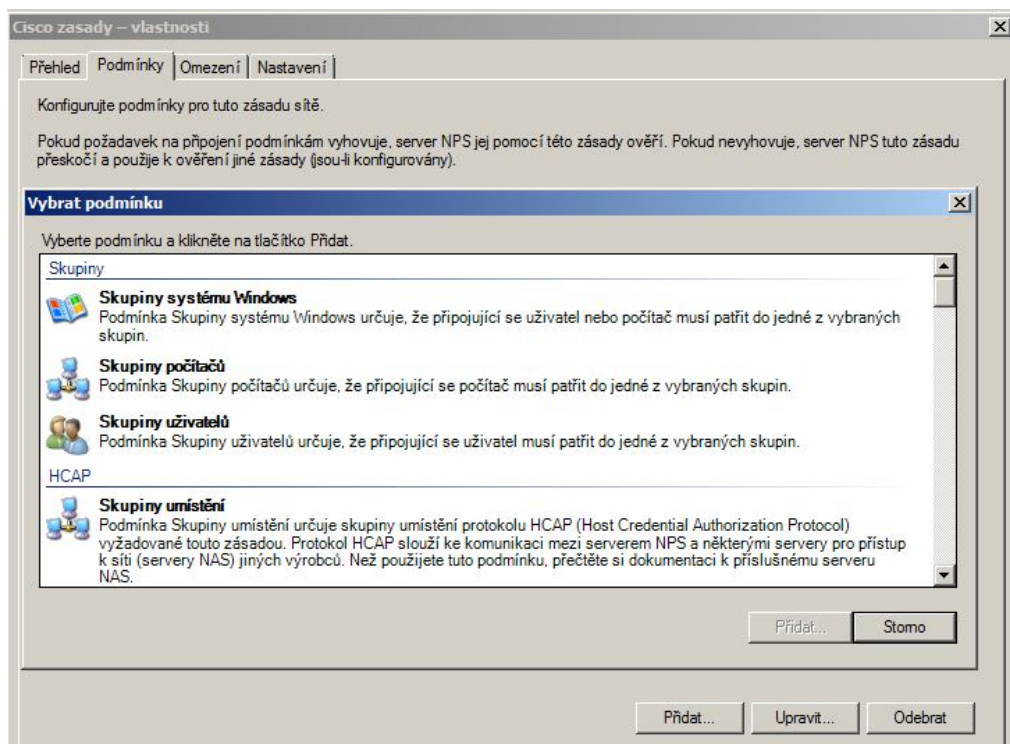 Cisco zasady – vlastnosti
Přehled Podmínky Omezení Nastavení
Konfigurujte podmínky pro tuto zásadu sítě.
Pokud požadavek na připojení podmínkám vyhovuje, server NPS jej pomocí této zásady ověří. Pokud nevyhovuje, server NPS tuto zásadu
přeskočí a použije k ověření jiné zásady (jsou-li konfigurovány).
Vybrat podmínku
Vyberte podmínku a klikněte na tlačítko Přidat.
Skupiny
Skupiny systému Windows
Podmínka Skupiny systému Windows určuje, že připojující se uživatel nebo počítač musí patřit do jedné z vybraných
skupin.
Skupiny počítačů
Podmínka Skupiny počítačů určuje, že připojující se počítač musí patřit do jedné z vybraných skupin.
Skupiny uživatelů
Podmínka Skupiny uživatelů určuje, že připojující se uživatel musí patřit do jedné z vybraných skupin.
HCAP
Skupiny umístění
Podmínka Skupiny umístění určuje skupiny umístění protokolu HCAP (Host Credential Authorization Protocol)
vyžadované touto zásadou. Protokol HCAP slouží ke komunikaci mezi serverem NPS a některými servery pro přístup
k síti (servery NAS) jiných výrobců. Než použijete tuto podmínku, přečtěte si dokumentaci k příslušnému serveru
NAS.
Přidat... Storno
Přidat... Upravit... Odebrat